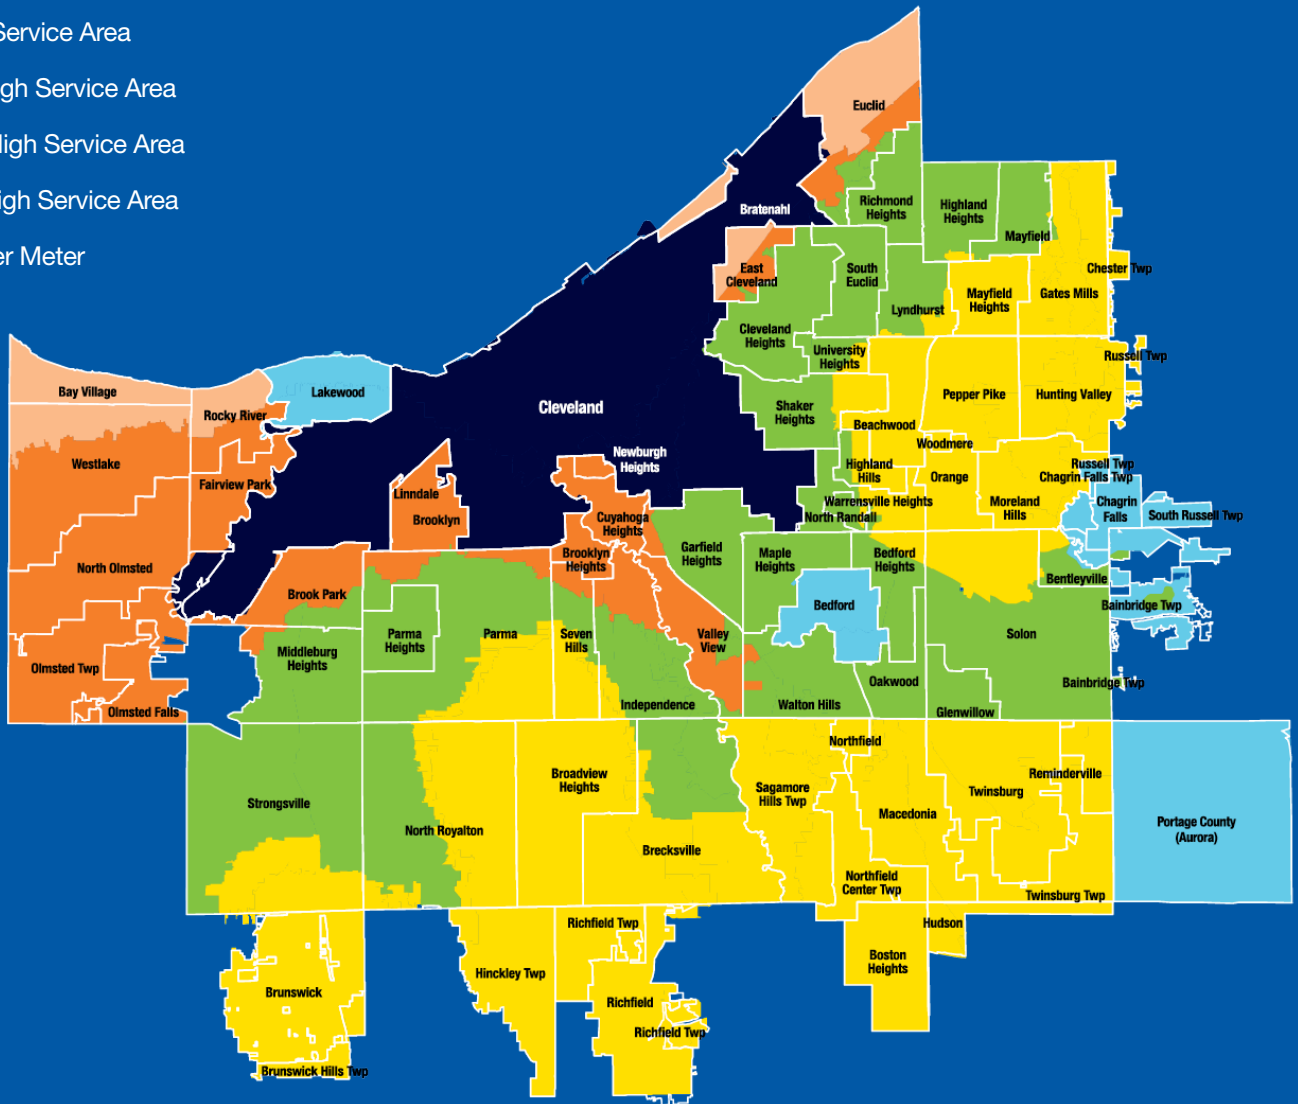 Service Area
gh Service Area
High Service Area
igh Service Area
er Meter
Euclid
Bratenahl
Richmond
Heights
Highland
Heights
Mayfield
East
Cleveland
South
Euclid
Chester Twp
Gates Mills
Mayfield
Heights
Lyndhurst
Cleveland
Heights
University
Heights
Russell Twp
Bay Village
Rocky River
Lakewood
Cleveland
Shaker
Heights
Pepper Pike
Hunting Valley
Beachwood
Woodmere
Newburgh
Heights
Westlake
Highland
Hills
Orange
Russell Twp
Chagrin Falls Twp
Fairview Park
Linndale
Brooklyn
Warrensville Heights
North Randall
Moreland
Hills
Chagrin
Falls
South Russell Twp
Cuyahoga
Heights
Brooklyn
Heights
Garfield
Heights
Maple
Heights
Bedford
Heights
North Olmsted
Brook Park
Bentleyville
Bedford
Bainbridge Twp
Parma
Heights
Parma
Seven
Hills
Valley
View
Solon
Middleburg
Heights
Olmsted Twp
Oakwood
Bainbridge Twp
Olmsted Falls
Independence
Walton Hills
Glenwillow
Northfield
Broadview
Heights
Sagamore
Hills Twp
Reminderville
Twinsburg
Strongsville
North Royalton
Macedonia
Portage County
(Aurora)
Brecksville
Northfield
Center Twp
Twinsburg Twp
Richfield Twp
Hudson
Boston
Heights
Hinckley Twp
Brunswick
Richfield
Richfield Twp
Brunswick Hills Twp